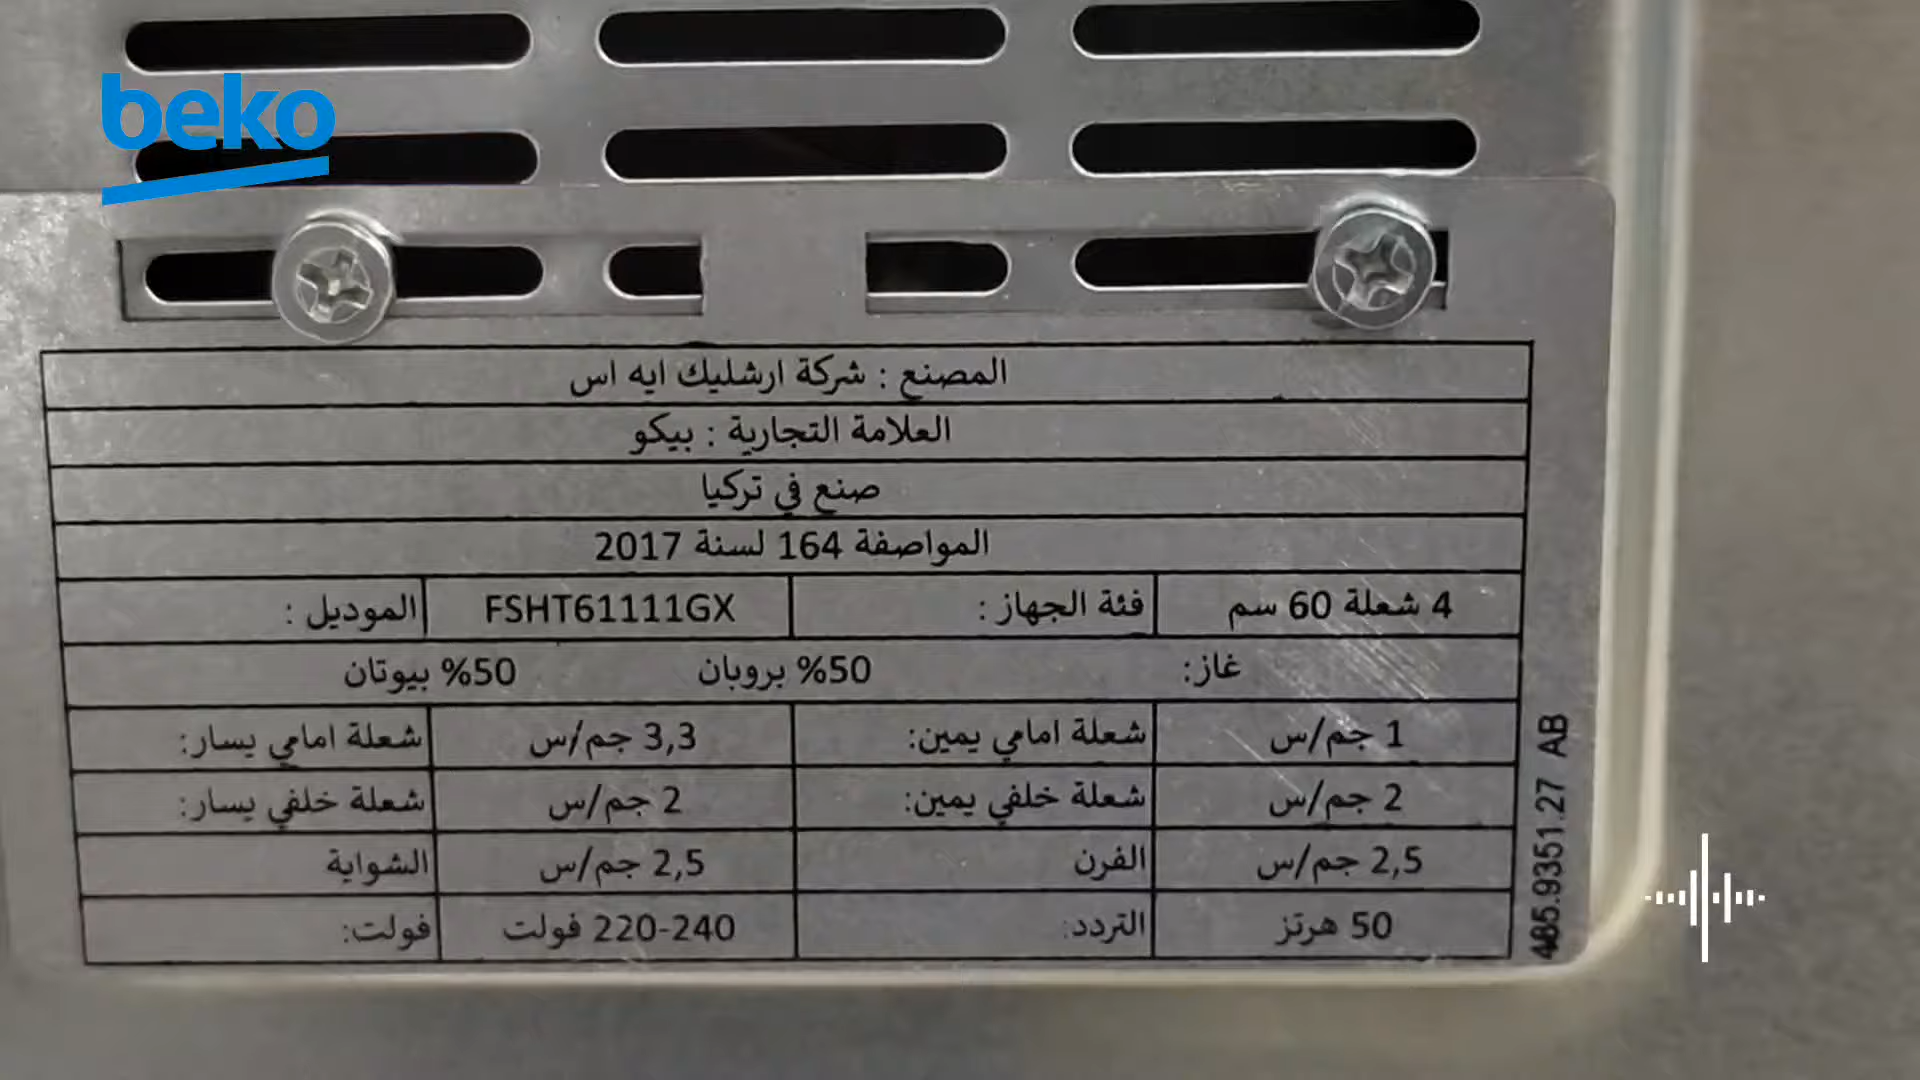 beko
المصنع : شركة ارشليك ايه اس
العلامة التجارية : بيكو
صنع في تركيا
المواصفة 164 لسنة 2017
الموديل : FSHT61111GX فئة الجهاز : 4 شعلة 60 سم
غاز: 50% بروبان 50% بيوتان
شعلة امامي يسار: 3,3 جم/س شعلة امامي يمين: 1 جم/س
شعلة خلفي يسار: 2 جم/س شعلة خلفي يمين: 2 جم/س
الشواية 2,5 جم/س الفرن 2,5 جم/س
فولت: 220-240 فولت التردد: 50 هرتز
485.9351.27 AB